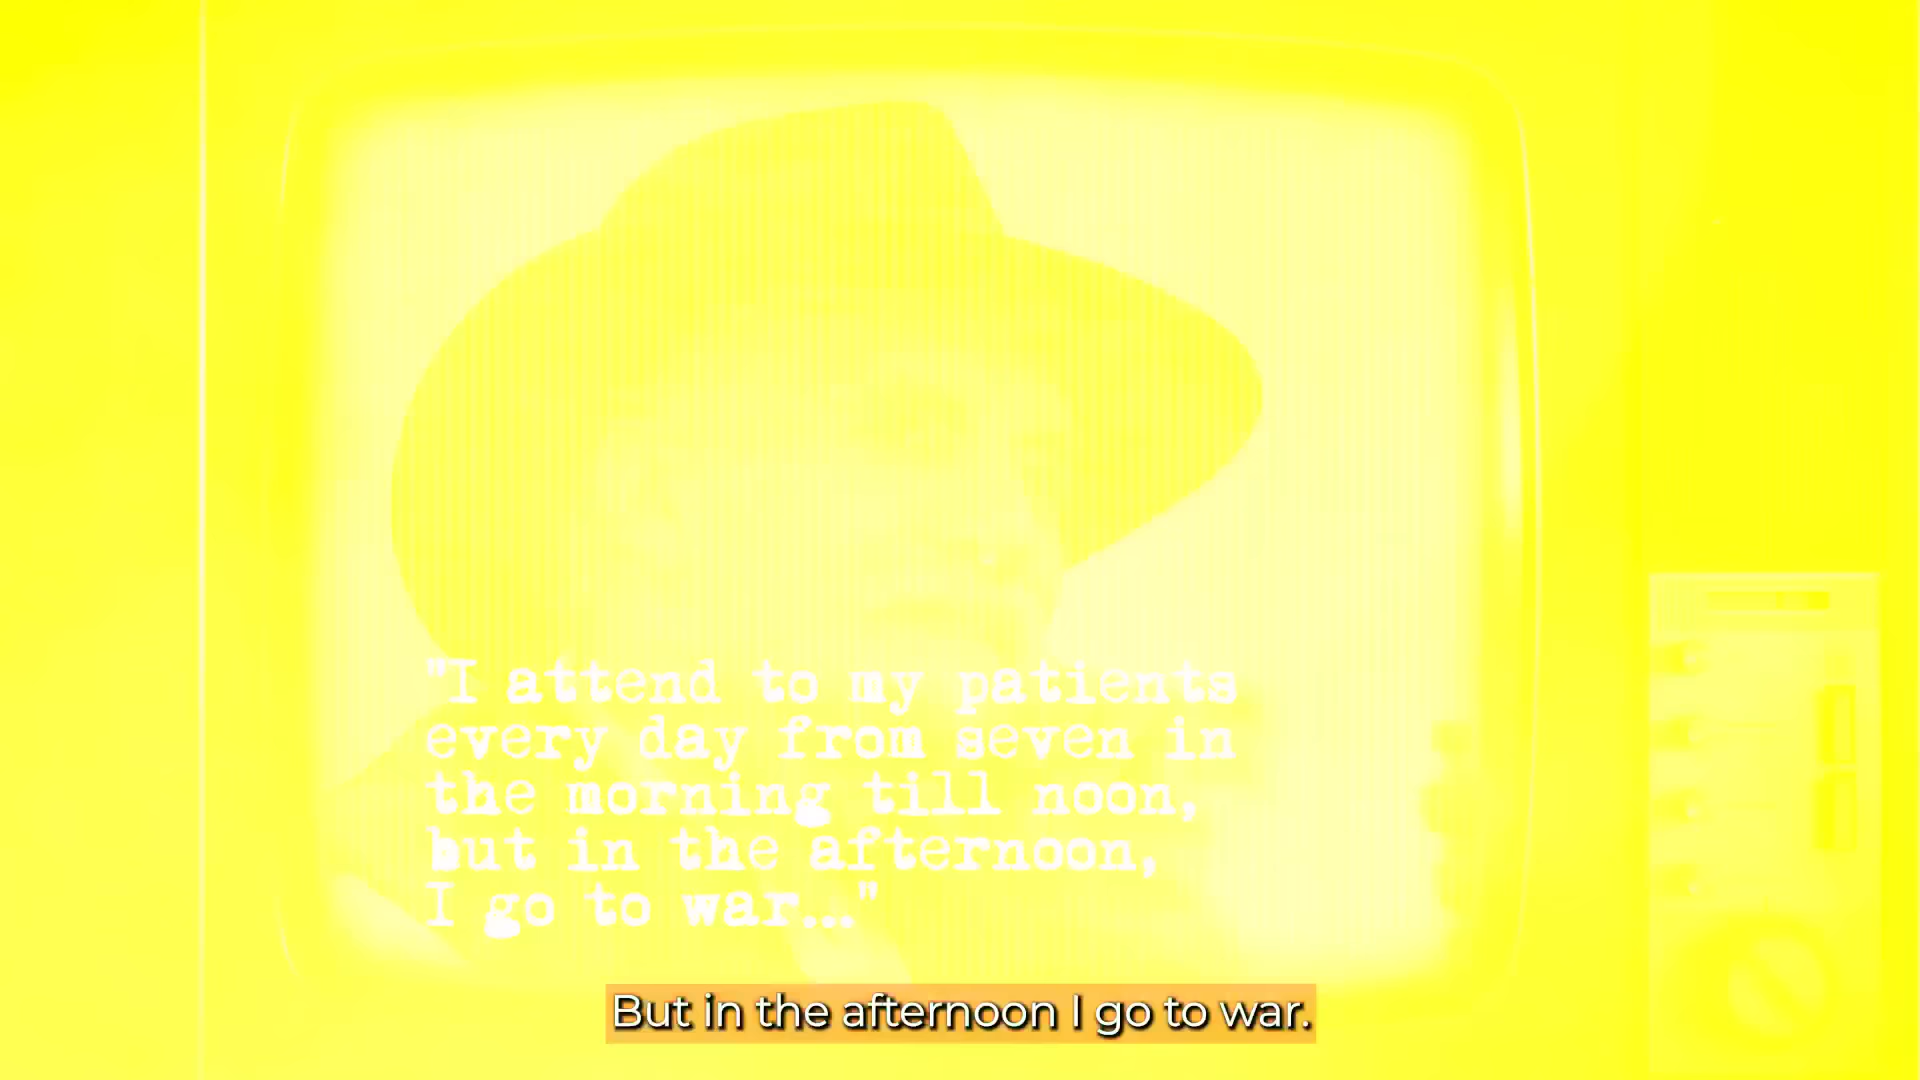 "I attend to my patients
every day from seven in
the morning till noon,
but in the afternoon,
I go to war..."
But in the afternoon I go to war.